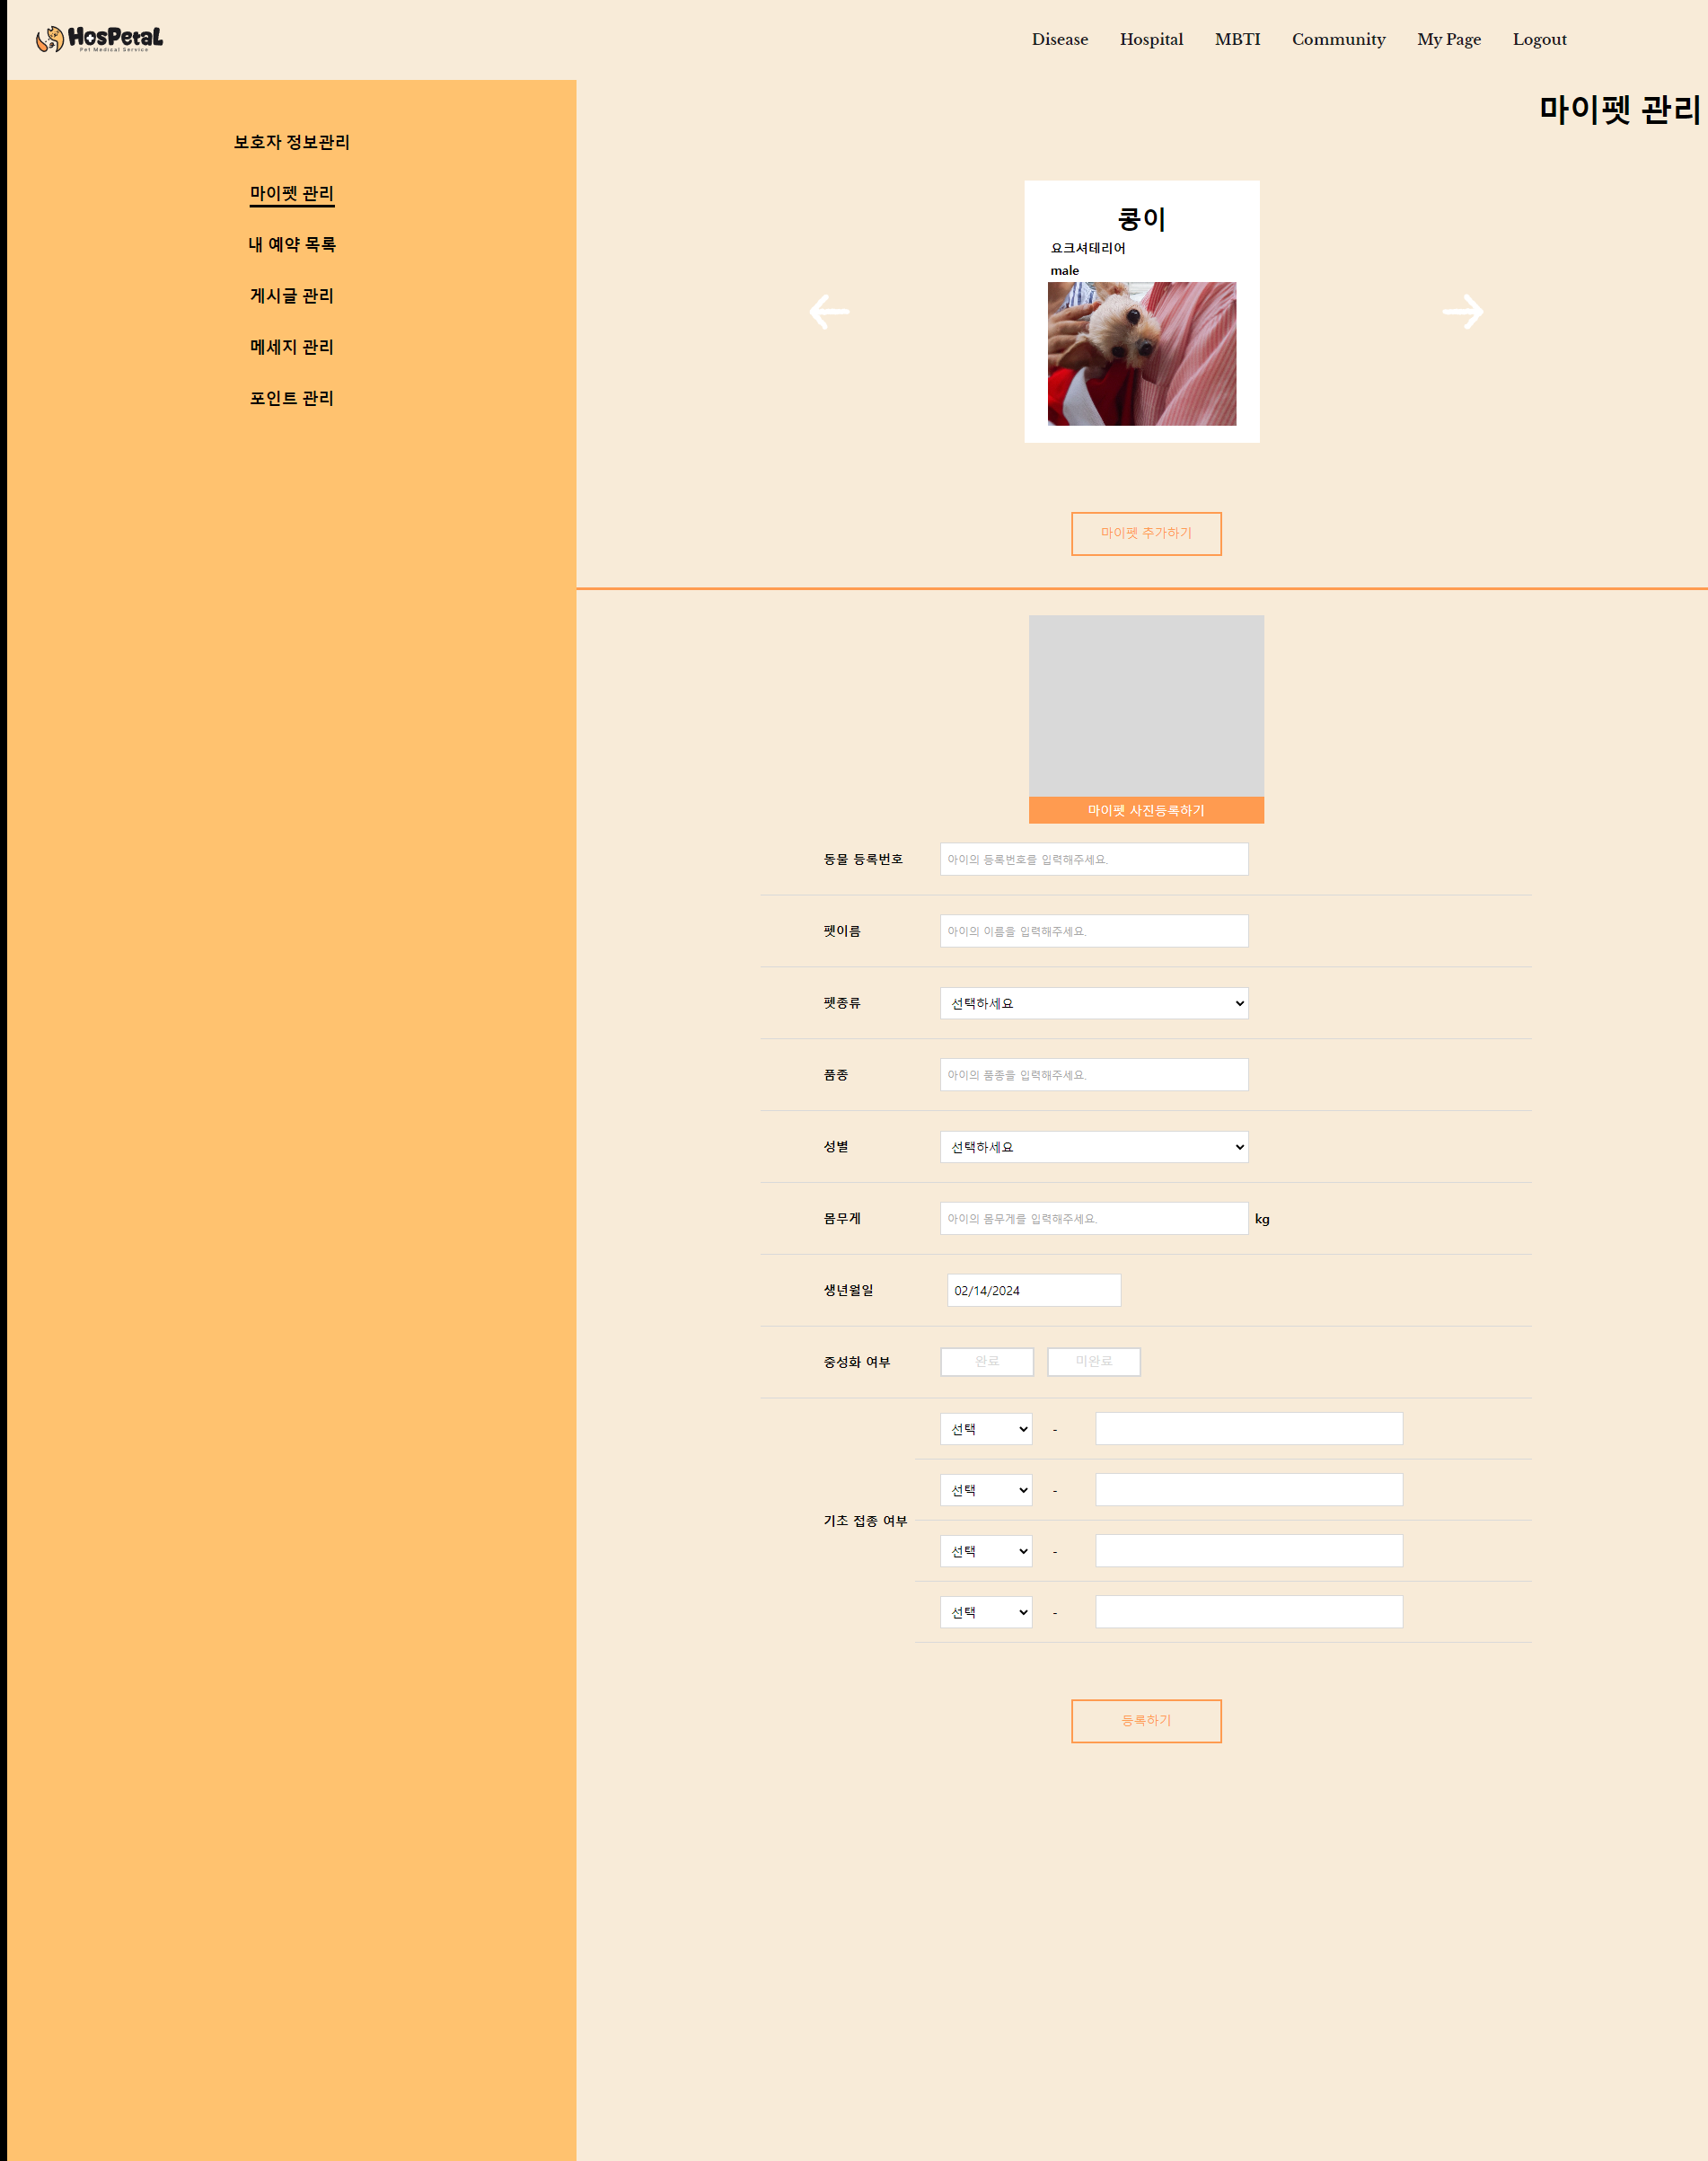 HosPetaL
Pet Medical Service
Disease Hospital MBTI Community My Page Logout
마이펫 관리
보호자 정보관리
마이펫 관리
내 예약 목록
게시글 관리
메세지 관리
포인트 관리
콩이
요크셔테리어
male
마이펫 추가하기
마이펫 사진등록하기
동물 등록번호 아이의 등록번호를 입력해주세요.
펫이름 아이의 이름을 입력해주세요.
펫종류 선택하세요
품종 아이의 품종을 입력해주세요.
성별 선택하세요
몸무게 아이의 몸무게를 입력해주세요. kg
생년월일 02/14/2024
중성화 여부 완료 미완료
기초 접종 여부
선택 -
선택 -
선택 -
선택 -
등록하기